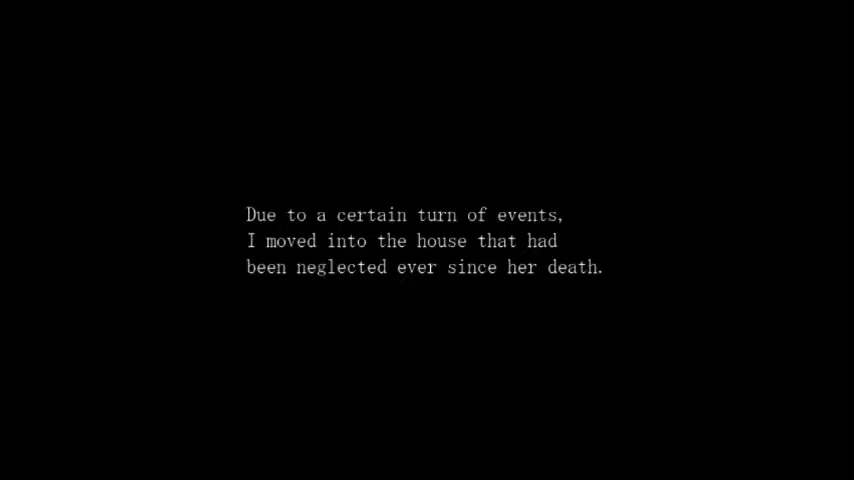 Due to a certain turn of events,
I moved into the house that had
been neglected ever since her death.